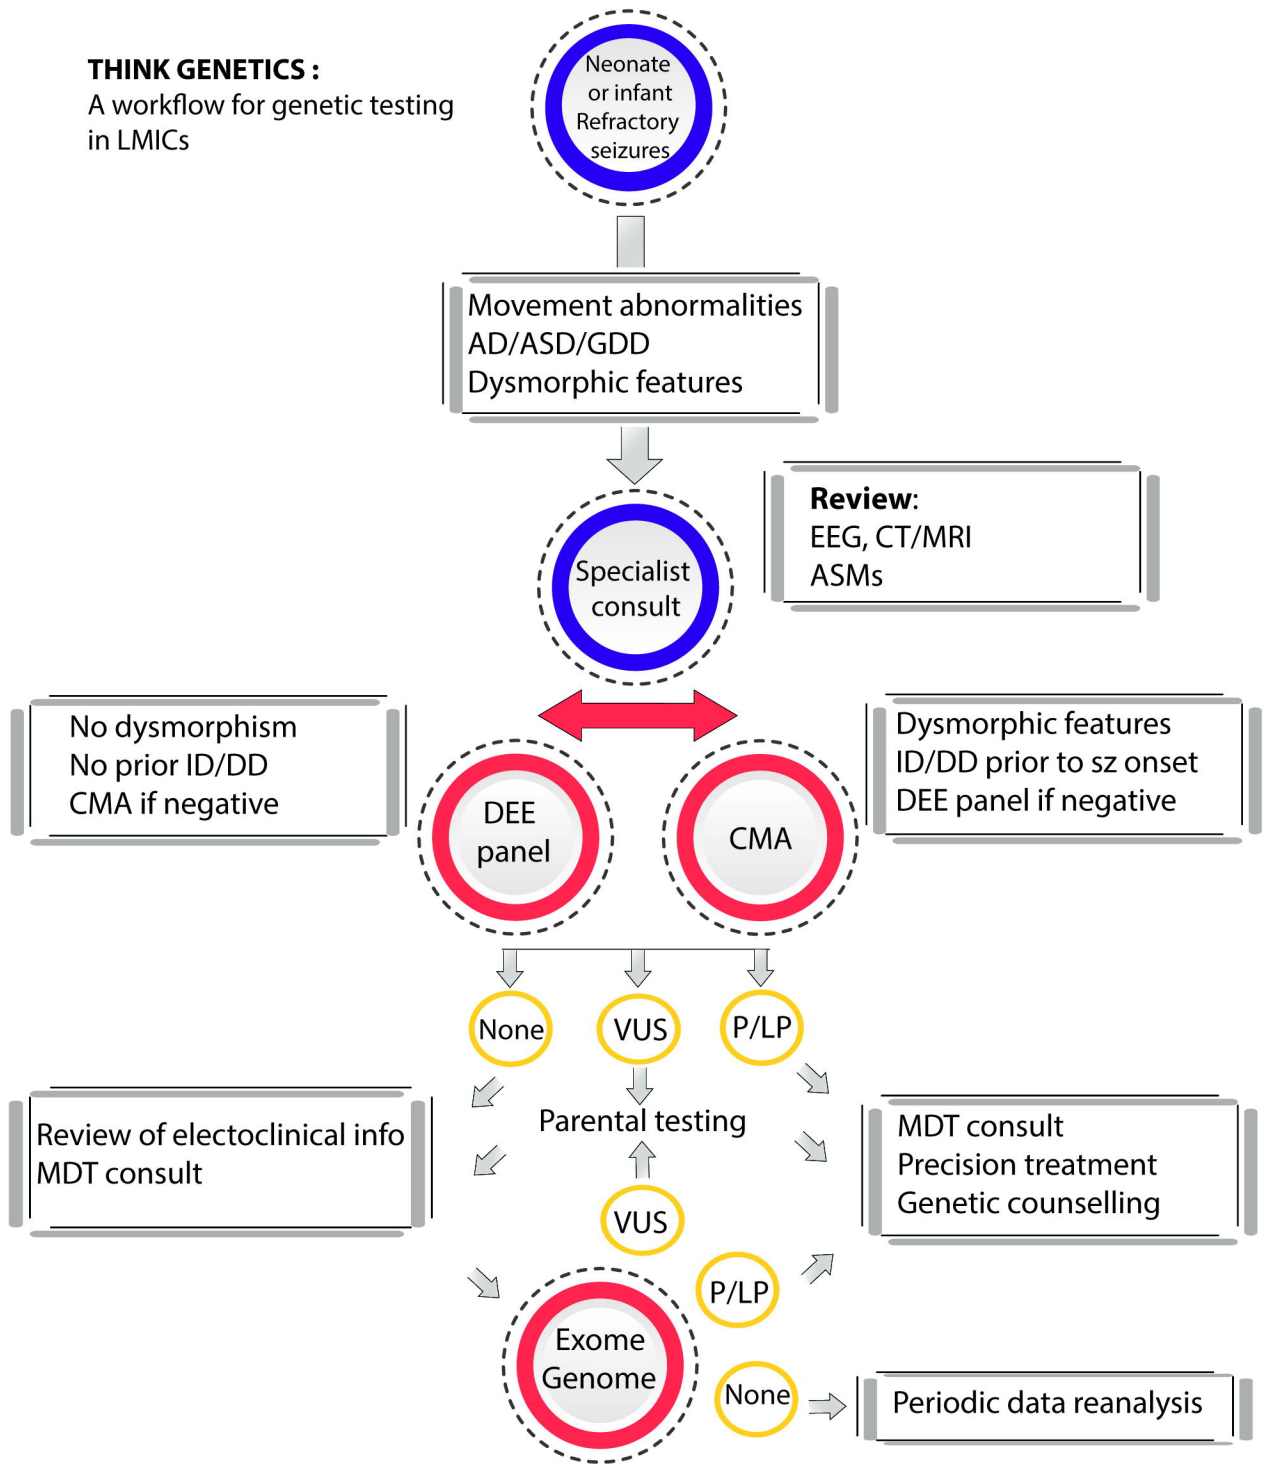 THINK GENETICS :
A workflow for genetic testing
in LMICs
Neonate
or infant
Refractory
seizures
Movement abnormalities
AD/ASD/GDD
Dysmorphic features
Review:
EEG, CT/MRI
ASMs
Specialist
consult
No dysmorphism
No prior ID/DD
CMA if negative
Dysmorphic features
ID/DD prior to sz onset
DEE panel if negative
DEE
panel
CMA
None
VUS
P/LP
Parental testing
Review of electoclinical info
MDT consult
MDT consult
Precision treatment
Genetic counselling
VUS
P/LP
Exome
Genome
None
Periodic data reanalysis